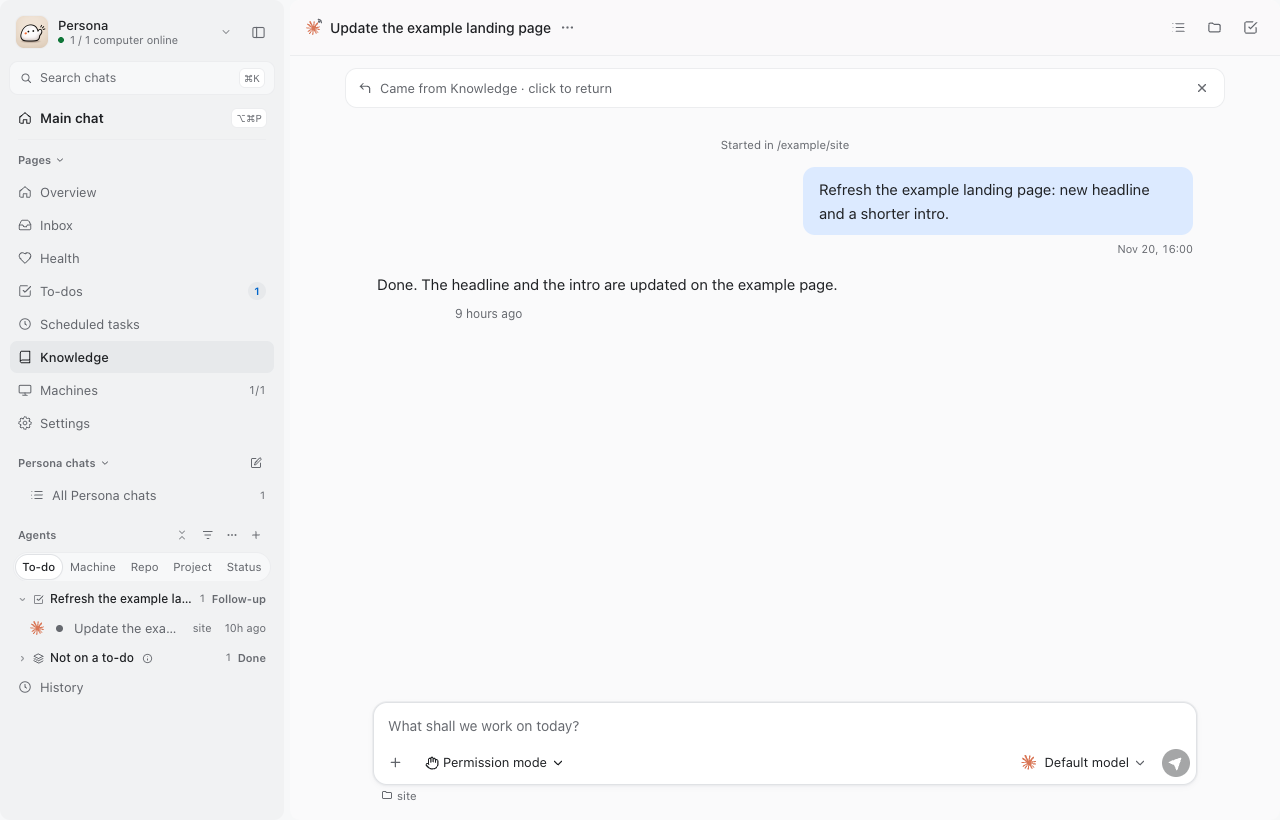 Persona
1 / 1 computer online
Search chats
⌘K
Main chat
⌥⌘P
Pages
Overview
Inbox
Health
To-dos
1
Scheduled tasks
Knowledge
Machines
1/1
Settings
Persona chats
All Persona chats
1
Agents
To-do Machine Repo Project Status
Refresh the example la... 1 Follow-up
Update the exa... site 10h ago
Not on a to-do 1 Done
History
Update the example landing page
Came from Knowledge · click to return
Started in /example/site
Refresh the example landing page: new headline
and a shorter intro.
Nov 20, 16:00
Done. The headline and the intro are updated on the example page.
9 hours ago
What shall we work on today?
Permission mode
Default model
site